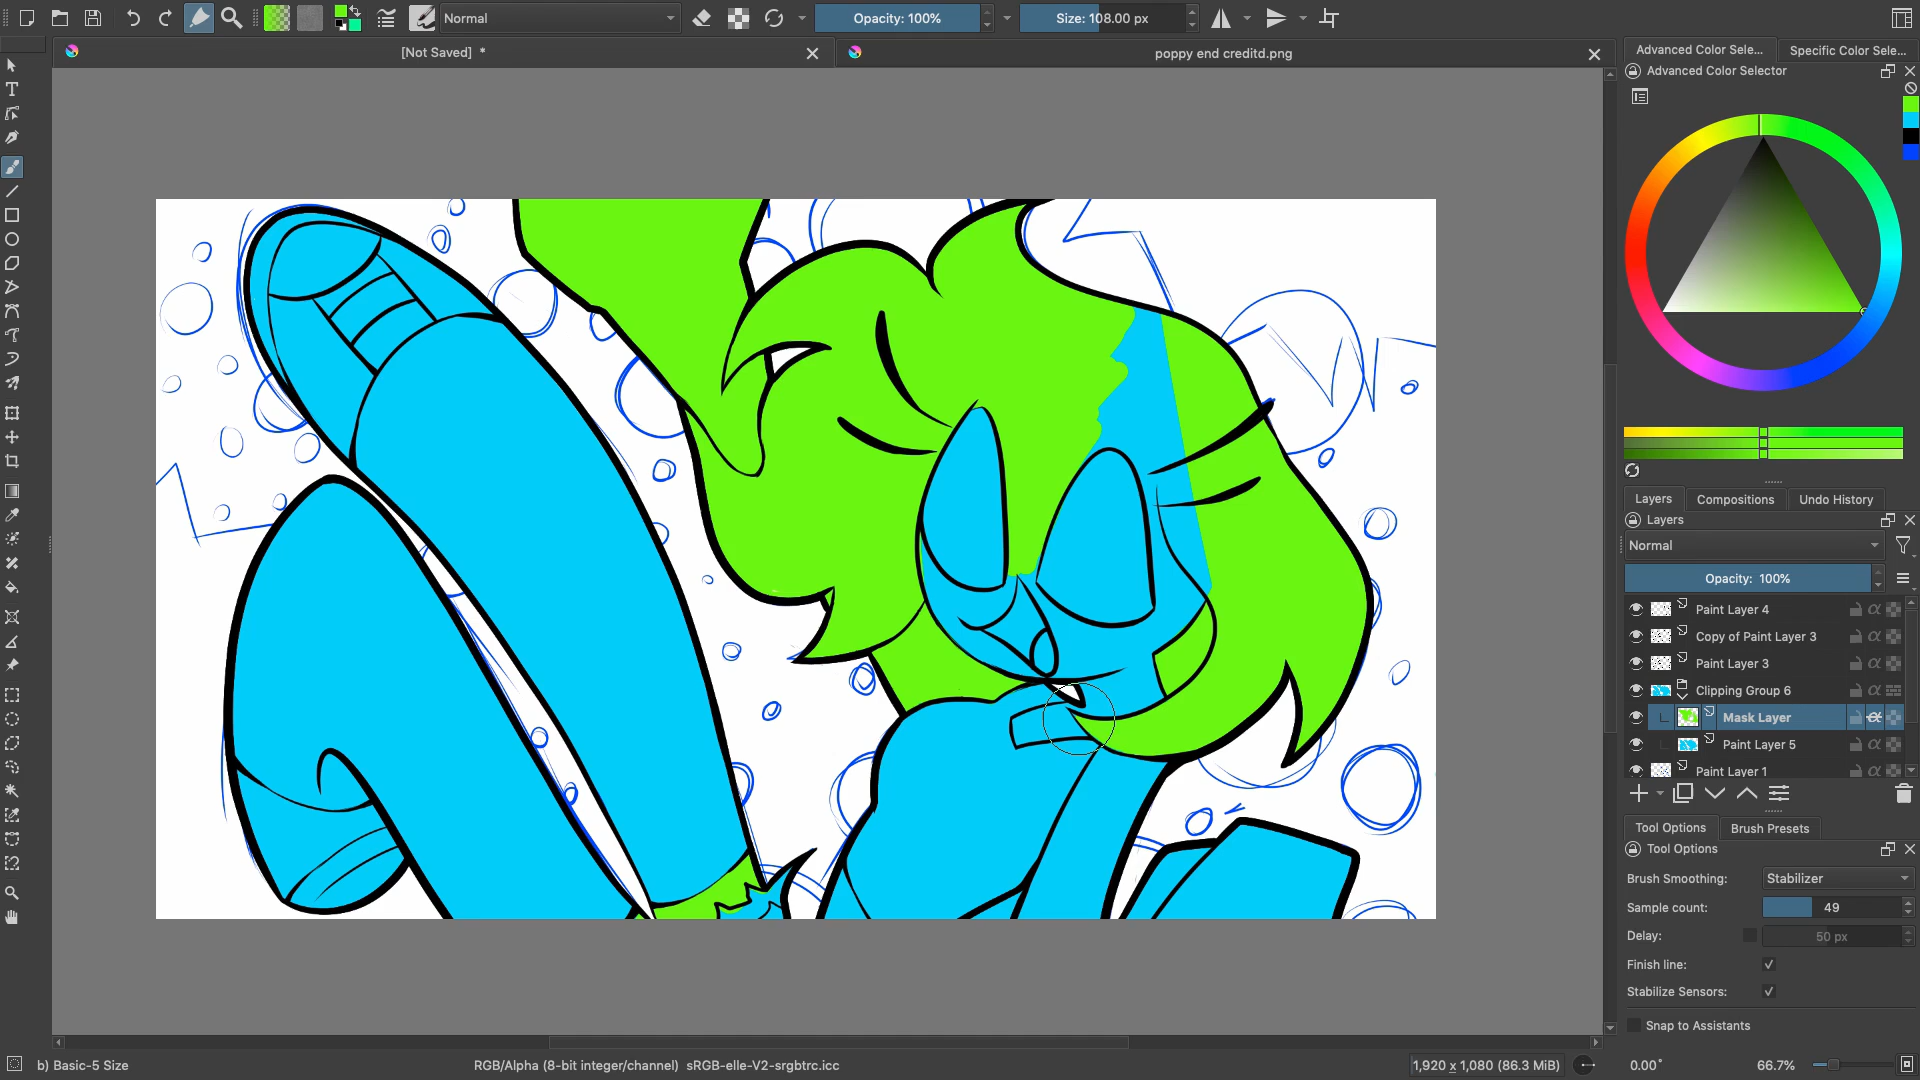 Normal
Opacity: 100%
Size: 108.00 px
[Not Saved] *
poppy end creditd.png
Advanced Color Sele...
Specific Color Sele...
Advanced Color Selector
Layers
Compositions
Undo History
Layers
Normal
Opacity: 100%
Paint Layer 4
Copy of Paint Layer 3
Paint Layer 3
Clipping Group 6
Mask Layer
Paint Layer 5
Paint Layer 1
Tool Options
Brush Presets
Tool Options
Brush Smoothing:
Stabilizer
Sample count:
49
Delay:
50 px
Finish line:
Stabilize Sensors:
Snap to Assistants
b) Basic-5 Size
RGB/Alpha (8-bit integer/channel) sRGB-elle-V2-srgbtrc.icc
1,920 x 1,080 (86.3 MiB)
0.00°
66.7%